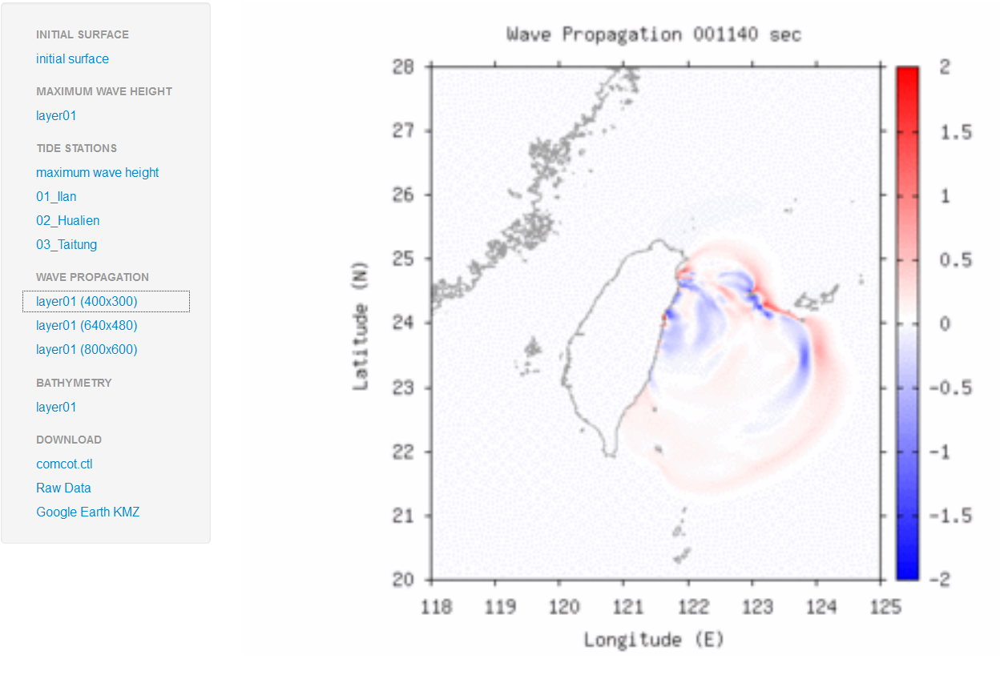 INITIAL SURFACE
initial surface
MAXIMUM WAVE HEIGHT
layer01
TIDE STATIONS
maximum wave height
01_Ilan
02_Hualien
03_Taitung
WAVE PROPAGATION
layer01 (400x300)
layer01 (640x480)
layer01 (800x600)
BATHYMETRY
layer01
DOWNLOAD
comcot.ctl
Raw Data
Google Earth KMZ
Wave Propagation 001140 sec
Latitude (N)
28
27
26
25
24
23
22
21
20
118 119 120 121 122 123 124 125
Longitude (E)
2
1.5
1
0.5
0
-0.5
-1
-1.5
-2